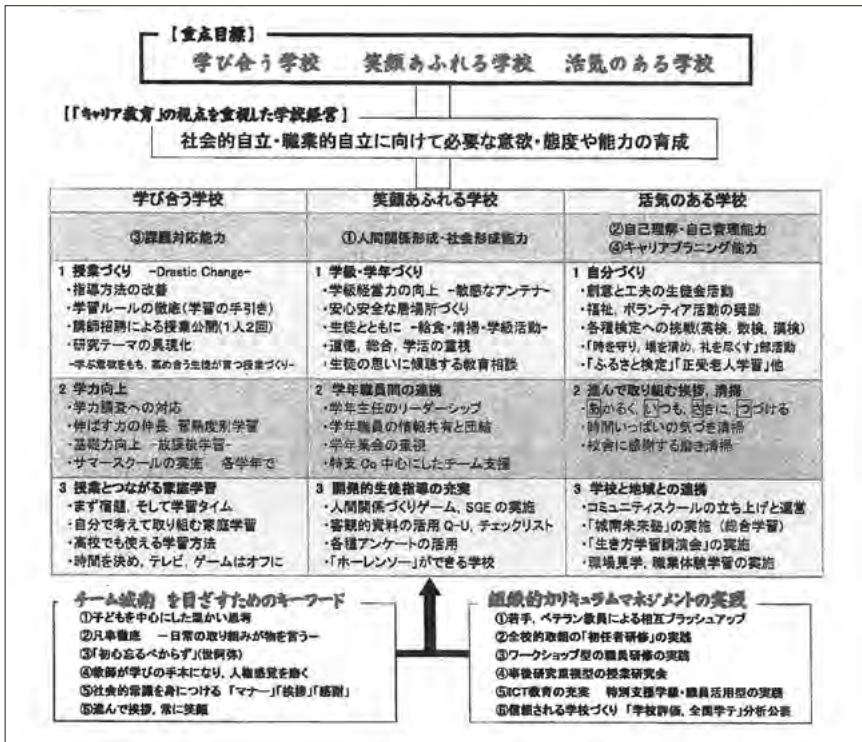 【重点目標】
学び合う学校 笑顔あふれる学校 活気のある学校
【「キャリア教育」の視点を重視した学校経営】
社会的自立・職業的自立に向けて必要な意欲・態度や能力の育成
学び合う学校 笑顔あふれる学校 活気のある学校
③課題対応能力
①人間関係形成・社会形成能力
②自己理解・自己管理能力
④キャリアプランニング能力
1 授業づくり -Drastic Change-
・指導方法の改善
・学習ルールの徹底(学習の手引き)
・講師招聘による授業公開(1人2回)
・研究テーマの具現化
-学ぶ意欲をもち、高め合う生徒が育つ授業づくり-
1 学級・学年づくり
・学級経営力の向上 -敏感なアンテナ-
・安心安全な居場所づくり
・生徒とともに -給食・清掃・学級活動-
・道徳、総合、学活の重視
・生徒の思いに傾聴する教育相談
1 自分づくり
・創意と工夫の生徒会活動
・福祉、ボランティア活動の奨励
・各種検定への挑戦(英検、数検、漢検)
・「時を守り、場を清め、礼を尽くす」部活動
・「ふるさと検定」「正受老人学習」他
2 学力向上
・学力調査への対応
・伸ばす力の伸長 習熟度別学習
・基礎力向上 -放課後学習-
・サマースクールの実施 各学年で
2 学年職員間の連携
・学年主任のリーダーシップ
・学年職員の情報共有と団結
・学年集会の重視
・特支 Co 中心にしたチーム支援
2 進んで取り組む挨拶、清掃
・あかるく、いつも、さきに、つづける
・時間いっぱいの気づき清掃
・校舎に感謝する磨き清掃
3 授業とつながる家庭学習
・まず宿題、そして学習タイム
・自分で考えて取り組む家庭学習
・高校でも使える学習方法
・時間を決め、テレビ、ゲームはオフに
3 開発的生徒指導の充実
・人間関係づくりゲーム、SGE の実施
・客観的資料の活用 Q-U、チェックリスト
・各種アンケートの活用
・「ホーレンソー」ができる学校
3 学校と地域との連携
・コミュニティスクールの立ち上げと運営
・「城南未来塾」の実施 (総合学習)
・「生き方学習講演会」の実施
・職場見学、職業体験学習の実施
チーム城南 を目ざすためのキーワード
①子どもを中心にした温かい思考
②凡事徹底 -日常の取り組みが物を言う-
③「初心忘るべからず」(世阿弥)
④教師が学びの手本になり、人権感覚を磨く
⑤社会的常識を身につける 「マナー」「挨拶」「感謝」
⑥進んで挨拶、常に笑顔
組織的カリキュラムマネジメントの実践
①若手、ベテラン教員による相互ブラッシュアップ
②全校的取組の「初任者研修」の実践
③ワークショップ型の職員研修の実践
④事後研究重視型の授業研究会
⑤ICT教育の充実 特別支援学級・職員活用型の実践
⑥信頼される学校づくり 「学校評価、全国学テ」分析公表